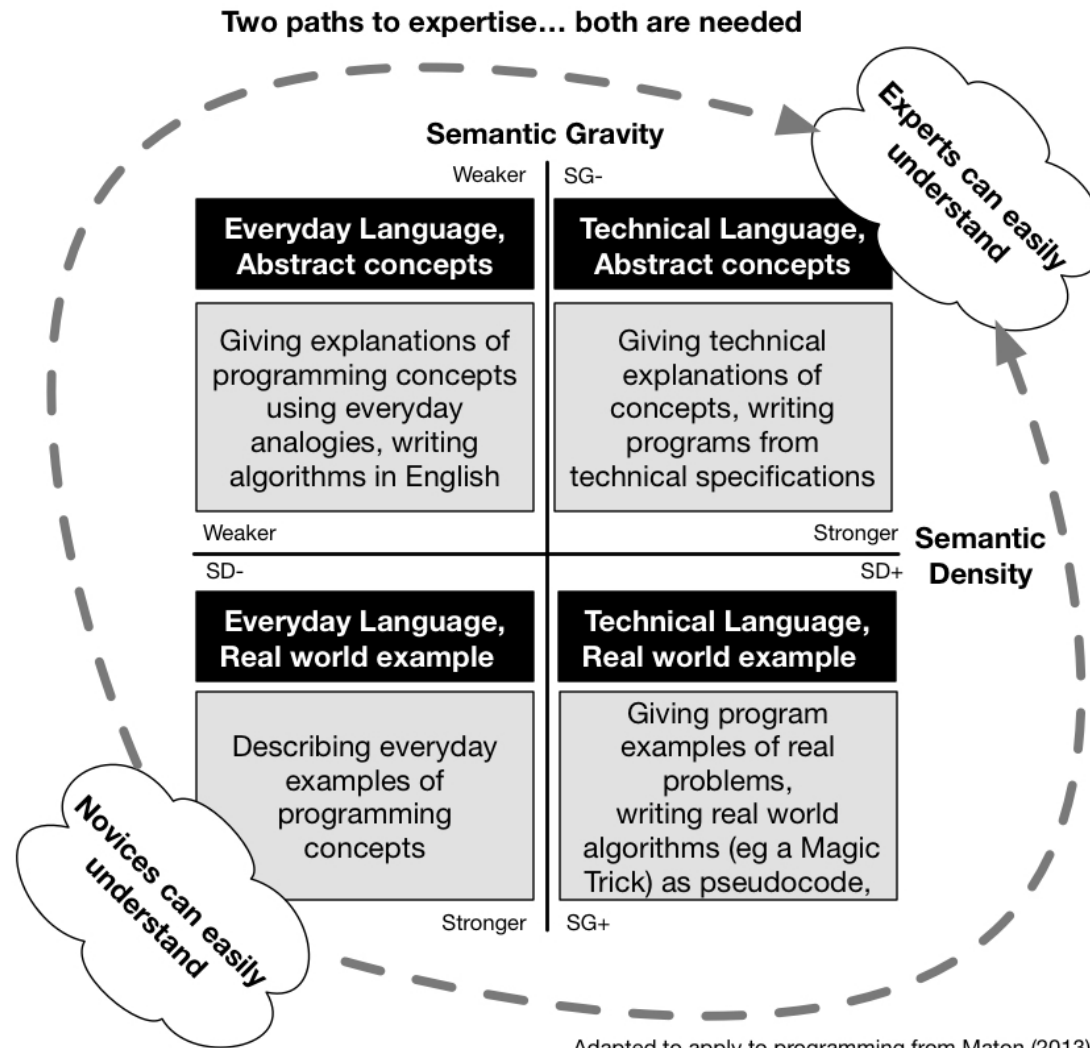 Two paths to expertise... both are needed
Experts can easily
understand
Semantic Gravity
Weaker
SG-
Everyday Language,
Abstract concepts
Technical Language,
Abstract concepts
Giving explanations of
programming concepts
using everyday
analogies, writing
algorithms in English
Giving technical
explanations of
concepts, writing
programs from
technical specifications
Weaker
Stronger
Semantic
Density
SD-
SD+
Everyday Language,
Real world example
Technical Language,
Real world example
Describing everyday
examples of
programming
concepts
Giving program
examples of real
problems,
writing real world
algorithms (eg a Magic
Trick) as pseudocode,
Novices can easily
understand
Stronger
SG+
Adapted to apply to programming from Maton (2013)